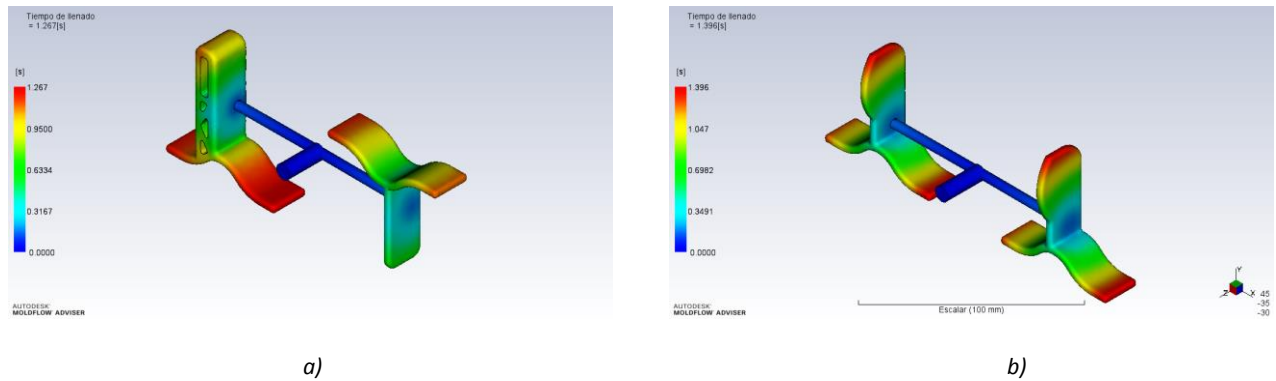 Tiempo de llenado
= 1.267[s]
[s]
1.267
0.9500
0.6334
0.3167
0.0000
AUTODESK®
MOLDFLOW® ADVISER
a)
Tiempo de llenado
= 1.396[s]
[s]
1.396
1.047
0.6982
0.3491
0.0000
AUTODESK®
MOLDFLOW® ADVISER
Escalar (100 mm)
Y
Z
X
45
-35
-30
b)